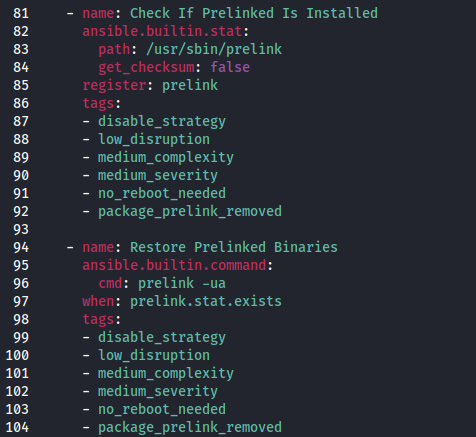 81 - name: Check If Prelinked Is Installed
82 ansible.builtin.stat:
83 path: /usr/sbin/prelink
84 get_checksum: false
85 register: prelink
86 tags:
87 - disable_strategy
88 - low_disruption
89 - medium_complexity
90 - medium_severity
91 - no_reboot_needed
92 - package_prelink_removed
93
94 - name: Restore Prelinked Binaries
95 ansible.builtin.command:
96 cmd: prelink -ua
97 when: prelink.stat.exists
98 tags:
99 - disable_strategy
100 - low_disruption
101 - medium_complexity
102 - medium_severity
103 - no_reboot_needed
104 - package_prelink_removed